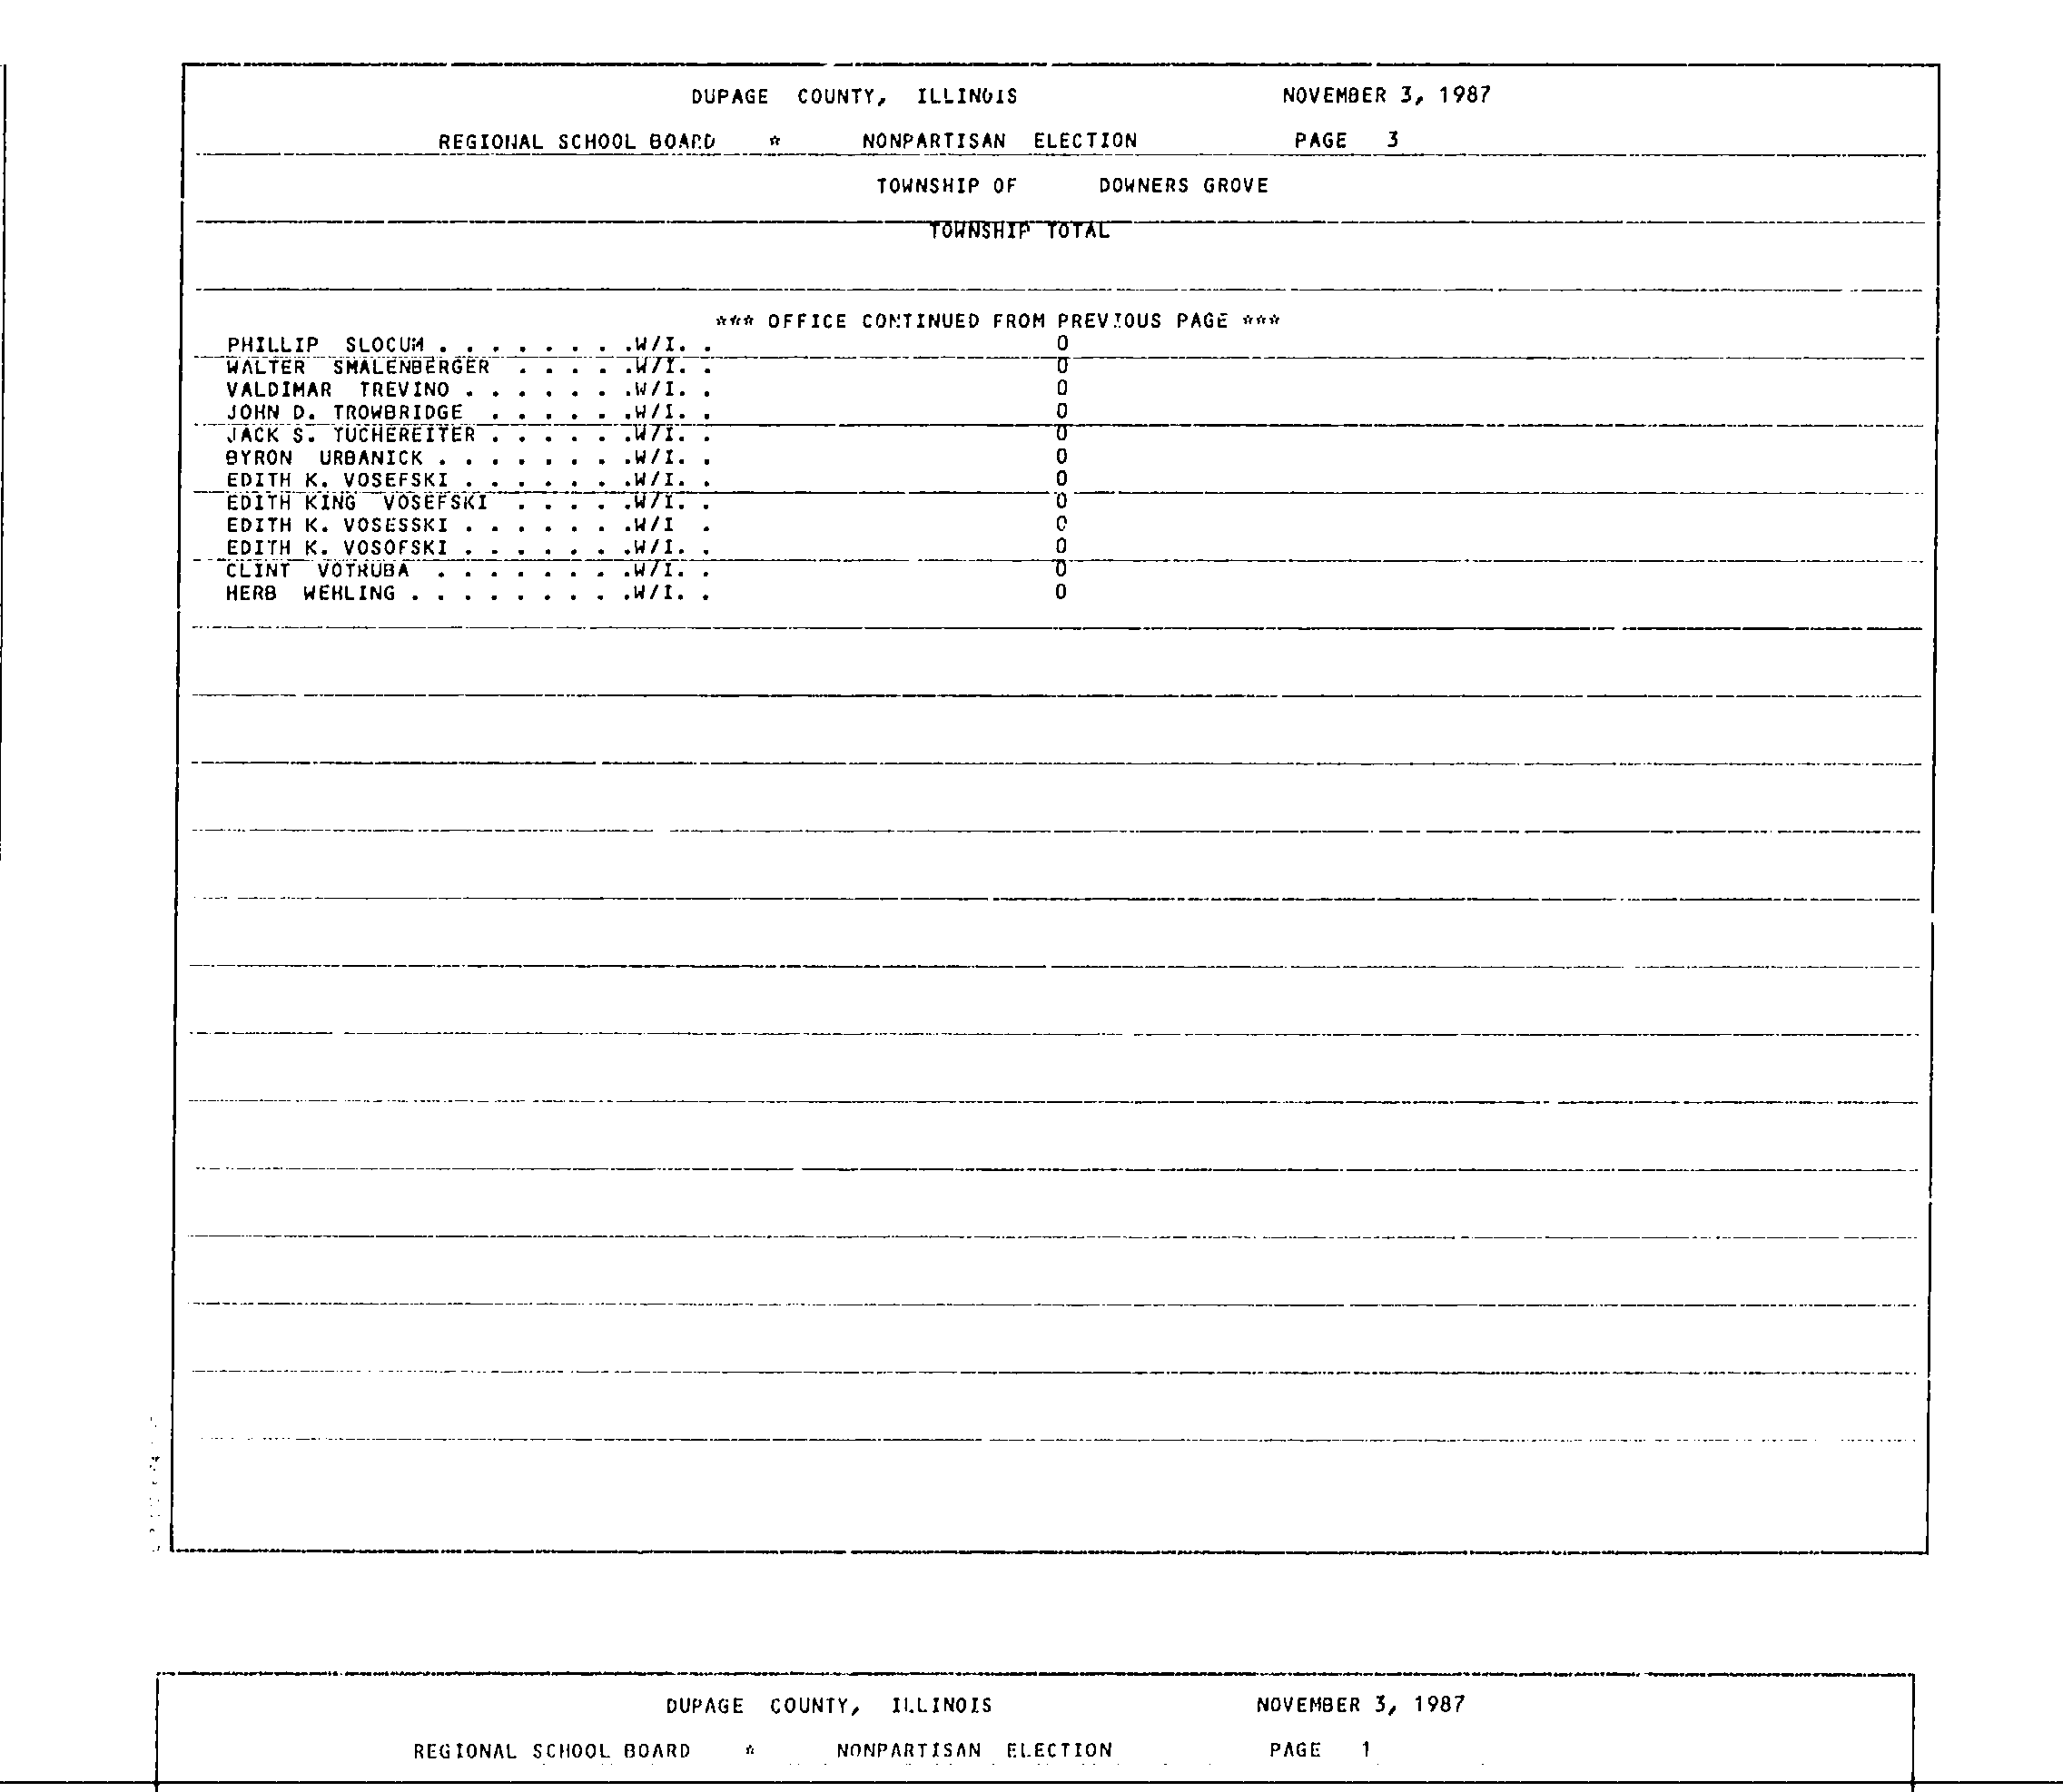 DUPAGE COUNTY, ILLINOIS NOVEMBER 3, 1987
REGIONAL SCHOOL BOARD * NONPARTISAN ELECTION PAGE 3
TOWNSHIP OF DOWNERS GROVE
TOWNSHIP TOTAL
*** OFFICE CONTINUED FROM PREVIOUS PAGE ***
PHILLIP SLOCUM . . . . . . . .W/I. . 0
WALTER SMALENBERGER . . . . .W/I. . 0
VALDIMAR TREVINO . . . . . . .W/I. . 0
JOHN D. TROWBRIDGE . . . . . .W/I. . 0
JACK S. TUCHEREITER . . . . . .W/I. . 0
BYRON URBANICK . . . . . . . .W/I. . 0
EDITH K. VOSEFSKI . . . . . . .W/I. . 0
EDITH KING VOSEFSKI . . . . .W/I. . 0
EDITH K. VOSESSKI . . . . . . .W/I . 0
EDITH K. VOSOFSKI . . . . . . .W/I. . 0
CLINT VOTRUBA . . . . . . . .W/I. . 0
HERB WEHLING . . . . . . . . .W/I. . 0
DUPAGE COUNTY, ILLINOIS NOVEMBER 3, 1987
REGIONAL SCHOOL BOARD * NONPARTISAN ELECTION PAGE 1